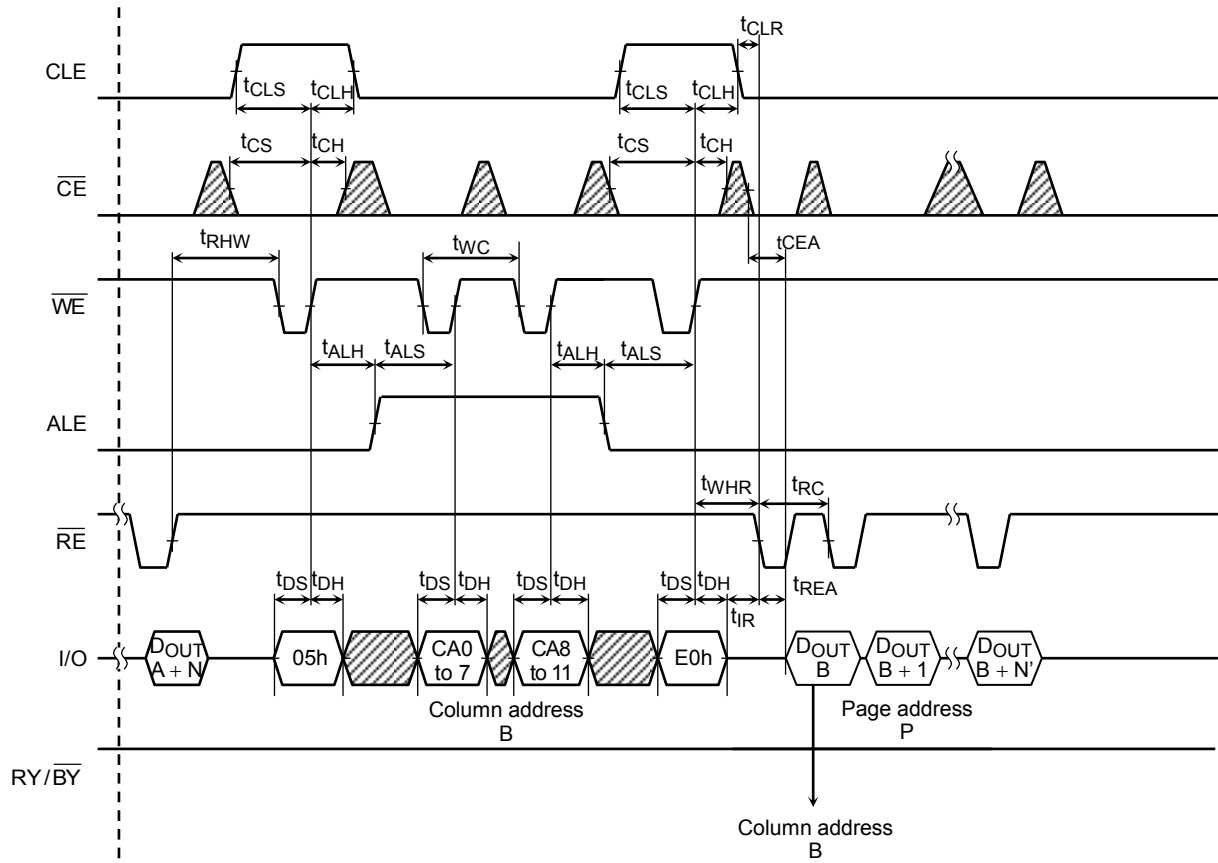 tCLR
CLE
tCLS tCLH tCLS tCLH
tCS tCH tCS tCH
CE
tRHW tWC tCEA
WE
tALH tALS tALH tALS
ALE
tWHR tRC
RE
tDS tDH tDS tDH tDS tDH tDS tDH tREA
tIR
I/O
DOUT
A + N
05h
CA0
to 7
CA8
to 11
E0h
DOUT
B
DOUT
B + 1
DOUT
B + N’
Column address
B
Page address
P
RY/BY
Column address
B